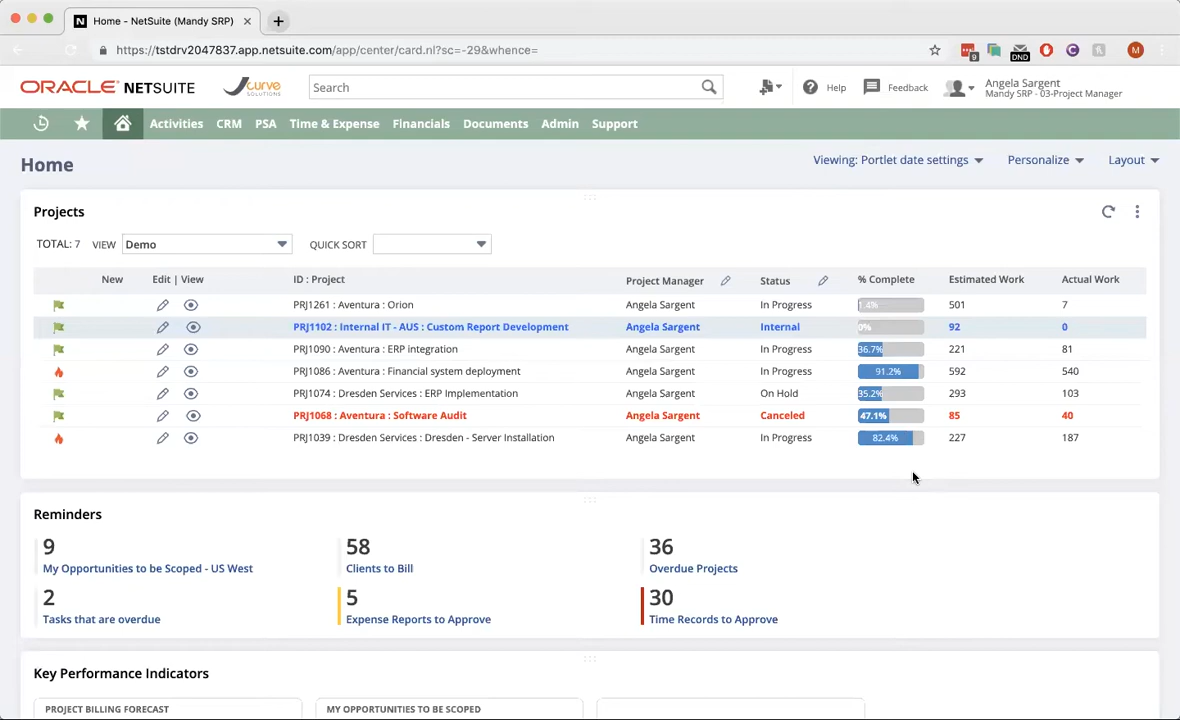 Home - NetSuite (Mandy SRP)
https://tstdrv2047837.app.netsuite.com/app/center/card.nl?sc=-29&whence=
9
DND
M
ORACLE NETSUITE
Curve
SOLUTIONS
Search
Help
Feedback
Angela Sargent
Mandy SRP - 03-Project Manager
Activities CRM PSA Time & Expense Financials Documents Admin Support
Home
Viewing: Portlet date settings Personalize Layout
Projects
TOTAL: 7 VIEW Demo QUICK SORT
New Edit | View ID : Project Project Manager Status % Complete Estimated Work Actual Work
PRJ1261 : Aventura : Orion Angela Sargent In Progress 1.4% 501 7
PRJ1102 : Internal IT - AUS : Custom Report Development Angela Sargent Internal 0% 92 0
PRJ1090 : Aventura : ERP integration Angela Sargent In Progress 36.7% 221 81
PRJ1086 : Aventura : Financial system deployment Angela Sargent In Progress 91.2% 592 540
PRJ1074 : Dresden Services : ERP Implementation Angela Sargent On Hold 35.2% 293 103
PRJ1068 : Aventura : Software Audit Angela Sargent Canceled 47.1% 85 40
PRJ1039 : Dresden Services : Dresden - Server Installation Angela Sargent In Progress 82.4% 227 187
Reminders
9 58 36
My Opportunities to be Scoped - US West Clients to Bill Overdue Projects
2 5 30
Tasks that are overdue Expense Reports to Approve Time Records to Approve
Key Performance Indicators
PROJECT BILLING FORECAST MY OPPORTUNITIES TO BE SCOPED